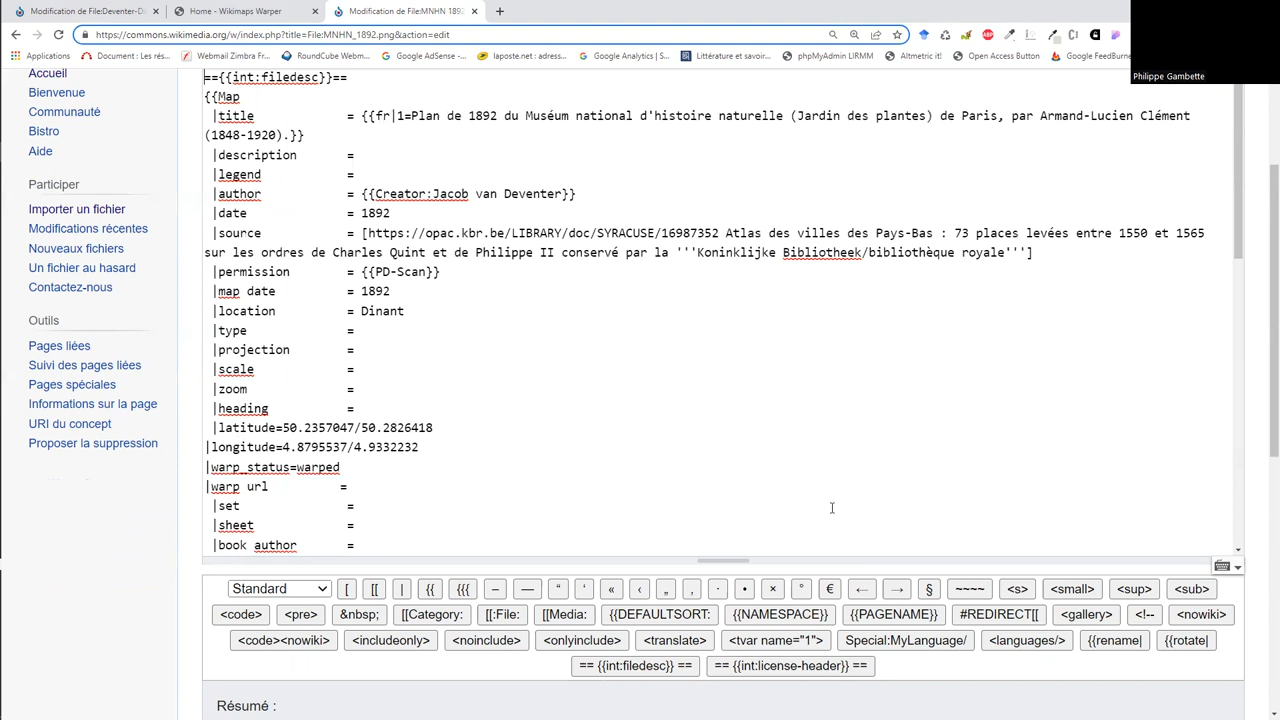 Modification de File:Deventer-D
Home - Wikimaps Warper
Modification de File:MNHN 189
https://commons.wikimedia.org/w/index.php?title=File:MNHN_1892.png&action=edit
Applications Document : Les rés... Webmail Zimbra Fr... RoundCube Webm... Google AdSense laposte.net : adress... Google Analytics Littérature et savoir... phpMyAdmin LIRMM Altmetric it! Open Access Button FeedBurner
Philippe Gambette
Accueil
Bienvenue
Communauté
Bistro
Aide
Participer
Importer un fichier
Modifications récentes
Nouveaux fichiers
Un fichier au hasard
Contactez-nous
Outils
Pages liées
Suivi des pages liées
Pages spéciales
Informations sur la page
URI du concept
Proposer la suppression
=={{int:filedesc}}==
{{Map
|title = {{fr|1=Plan de 1892 du Muséum national d'histoire naturelle (Jardin des plantes) de Paris, par Armand-Lucien Clément
(1848-1920).}}
|description =
|legend =
|author = {{Creator:Jacob van Deventer}}
|date = 1892
|source = [https://opac.kbr.be/LIBRARY/doc/SYRACUSE/16987352 Atlas des villes des Pays-Bas : 73 places levées entre 1550 et 1565
sur les ordres de Charles Quint et de Philippe II conservé par la '''Koninklijke Bibliotheek/bibliothèque royale''']
|permission = {{PD-Scan}}
|map date = 1892
|location = Dinant
|type =
|projection =
|scale =
|zoom =
|heading =
|latitude=50.2357047/50.2826418
|longitude=4.8795537/4.9332232
|warp_status=warped
|warp url =
|set =
|sheet =
|book author =
Standard [ [[ | {{ {{{ – — “ ‘ « ‹ „ ‚ · • × ° € ← → § ~~~~ <s> <small> <sup> <sub>
<code> <pre> &nbsp; [[Category: [[:File: [[Media: {{DEFAULTSORT: {{NAMESPACE}} {{PAGENAME}} #REDIRECT[[ <gallery> <!-- <nowiki>
<code><nowiki> <includeonly> <noinclude> <onlyinclude> <translate> <tvar name="1"> Special:MyLanguage/ <languages/> {{rename| {{rotate|
== {{int:filedesc}} == == {{int:license-header}} ==
Résumé :